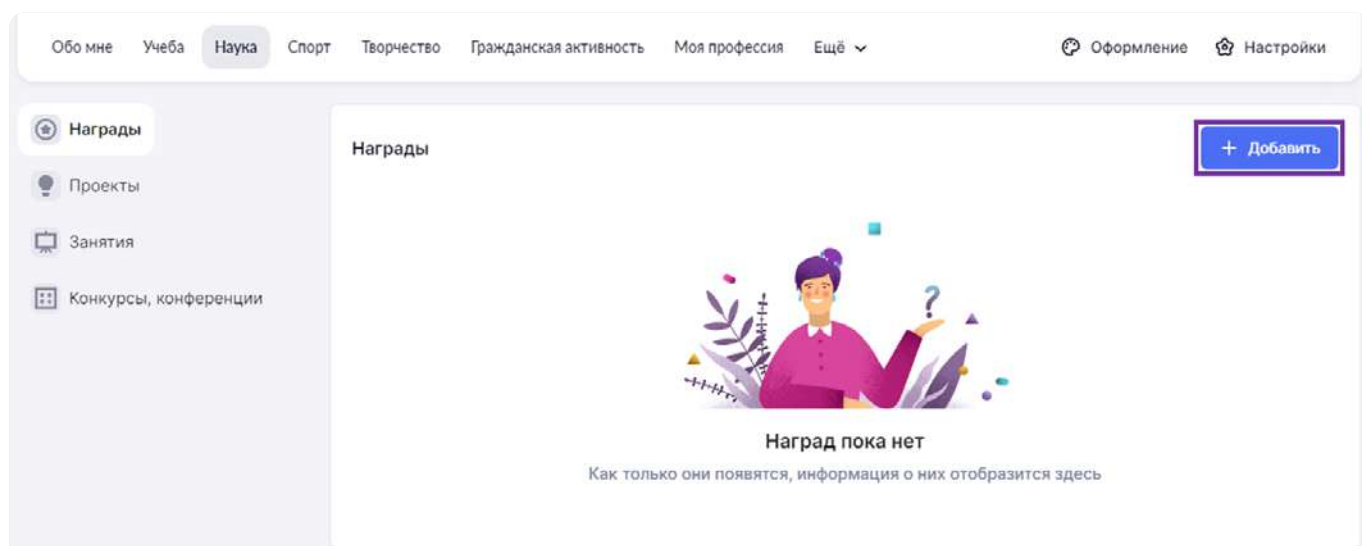 Обо мне Учеба Наука Спорт Творчество Гражданская активность Моя профессия Ещё Оформление Настройки
Награды
Проекты
Занятия
Конкурсы, конференции
Награды + Добавить
Наград пока нет
Как только они появятся, информация о них отобразится здесь